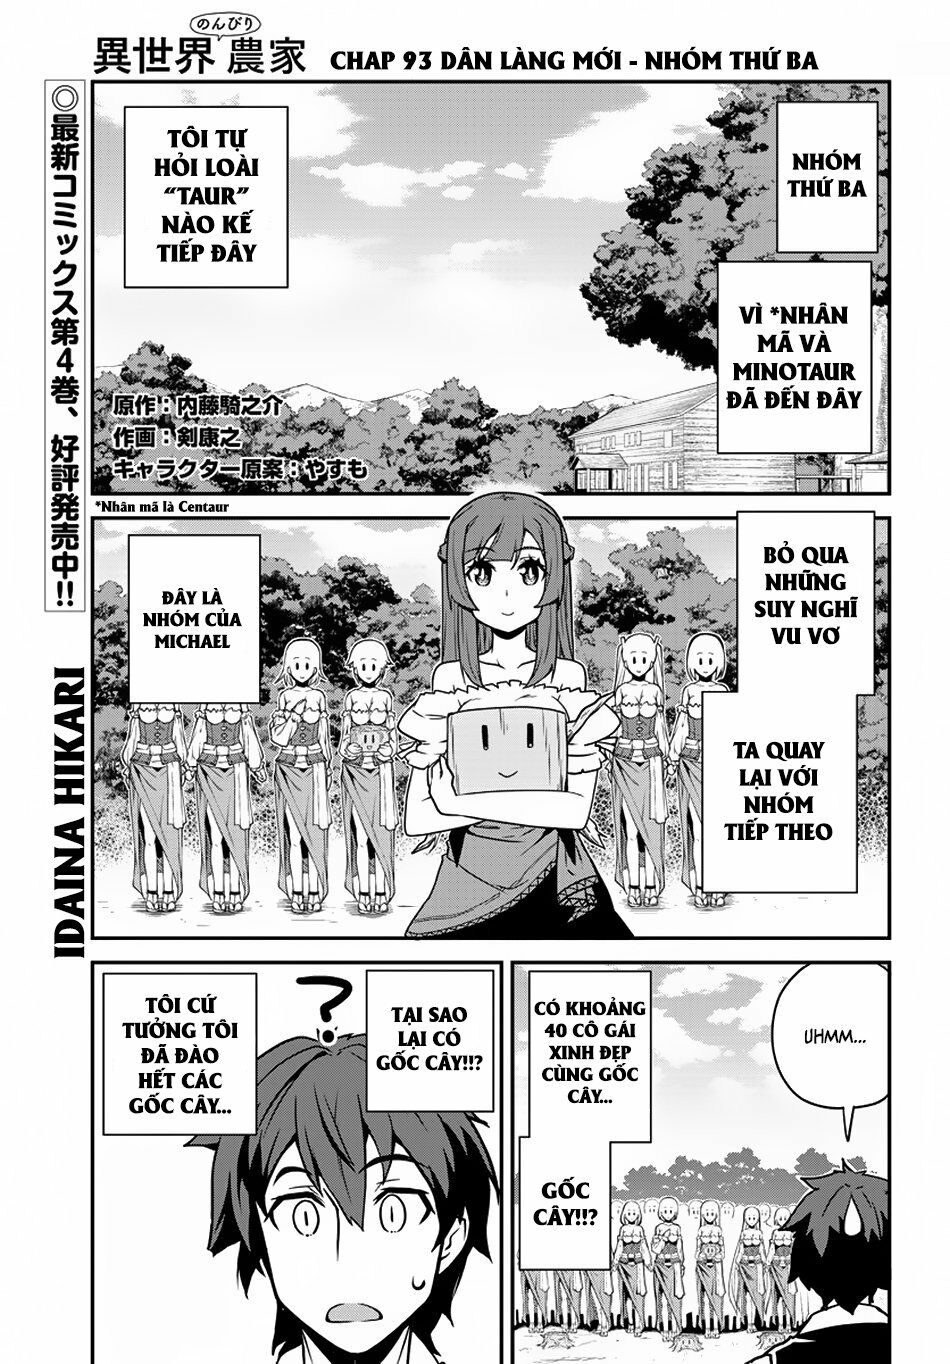 異世界
のんびり
農家
CHAP 93 DÂN LÀNG MỚI - NHÓM THỨ BA
◎最新コミックス第4巻、好評発売中!!
IDAINA HIKARI
NHÓM
THỨ BA
VÌ *NHÂN
MÃ VÀ
MINOTAUR
ĐÃ ĐẾN ĐÂY
TÔI TỰ
HỎI LOÀI
“TAUR”
NÀO KẾ
TIẾP ĐÂY
原作：内藤騎之介
作画：剣康之
キャラクター原案：やすも
*Nhân mã là Centaur
BỎ QUA
NHỮNG
SUY NGHĨ
VU VƠ
TA QUAY
LẠI VỚI
NHÓM
TIẾP THEO
ĐÂY LÀ
NHÓM CỦA
MICHAEL
UHMM...
CÓ KHOẢNG
40 CÔ GÁI
XINH ĐẸP
CÙNG GỐC
CÂY...
GỐC
CÂY!!!?
?
TẠI SAO
LẠI CÓ
GỐC CÂY!!!?
TÔI CỨ
TƯỞNG TÔI
ĐÃ ĐÀO
HẾT CÁC
GỐC CÂY...